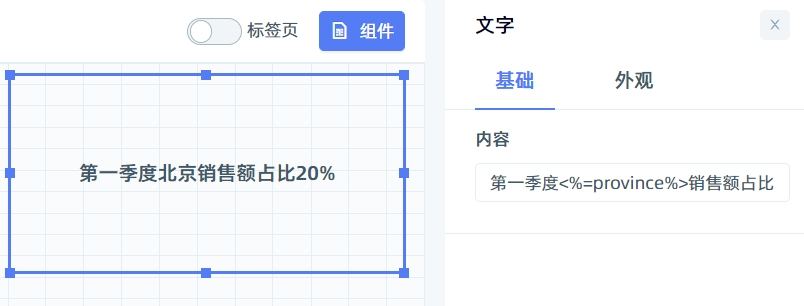 标签页
组件
第一季度北京销售额占比20%
文字
基础
外观
内容
第一季度<%=province%>销售额占比